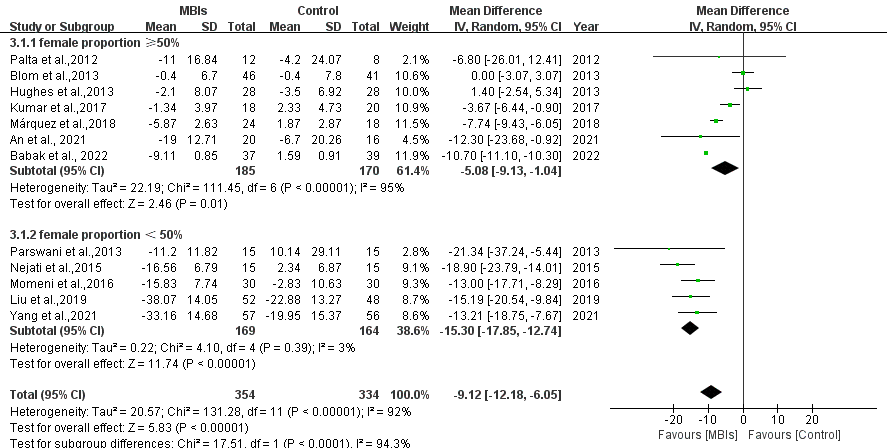 MBIs Control Mean Difference Mean Difference
Study or Subgroup Mean SD Total Mean SD Total Weight IV, Random, 95% CI Year IV, Random, 95% CI
3.1.1 female proportion ≥50%
Palta et al.,2012 -11 16.84 12 -4.2 24.07 8 2.1% -6.80 [-26.01, 12.41] 2012
Blom et al.,2013 -0.4 6.7 46 -0.4 7.8 41 10.8% 0.00 [-3.07, 3.07] 2013
Hughes et al.,2013 -2.1 8.07 28 -3.5 6.92 28 10.1% 1.40 [-2.54, 5.34] 2013
Kumar et al.,2017 -1.34 3.97 18 2.33 4.73 20 11.0% -3.67 [-6.44, -0.90] 2017
Márquez et al.,2018 -5.87 2.63 24 1.87 2.87 18 11.6% -7.74 [-9.43, -6.05] 2018
An et al., 2021 -19 12.71 20 -6.7 20.26 16 4.4% -12.30 [-23.68, -0.92] 2021
Babak et al., 2022 -9.11 0.85 37 1.59 0.91 39 11.9% -10.70 [-11.10, -10.30] 2022
Subtotal (95% CI) 185 170 61.4% -5.08 [-9.13, -1.04]
Heterogeneity: Tau² = 22.19; Chi² = 111.45, df = 6 (P < 0.00001); I² = 95%
Test for overall effect: Z = 2.46 (P = 0.01)
3.1.2 female proportion < 50%
Parswani et al.,2013 -11.2 11.82 15 10.14 29.11 15 2.8% -21.34 [-37.24, -5.44] 2013
Nejati et al.,2015 -16.56 6.79 15 2.34 6.87 15 9.1% -18.90 [-23.79, -14.01] 2015
Momeni et al.,2016 -15.83 7.74 30 -2.83 10.63 30 9.3% -13.00 [-17.71, -8.29] 2016
Liu et al.,2019 -38.07 14.05 52 -22.88 13.27 48 8.8% -15.19 [-20.54, -9.84] 2019
Yang et al.,2021 -33.16 14.68 57 -19.95 15.37 56 8.6% -13.21 [-18.75, -7.67] 2021
Subtotal (95% CI) 169 164 38.6% -15.30 [-17.85, -12.74]
Heterogeneity: Tau² = 0.22; Chi² = 4.10, df = 4 (P = 0.39); I² = 3%
Test for overall effect: Z = 11.74 (P < 0.00001)
Total (95% CI) 354 334 100.0% -9.12 [-12.18, -6.05]
Heterogeneity: Tau² = 20.57; Chi² = 131.28, df = 11 (P < 0.00001); I² = 92%
Test for overall effect: Z = 5.83 (P < 0.00001)
Test for subgroup differences: Chi² = 17.51, df = 1 (P < 0.0001), I² = 94.3%
-20 -10 0 10 20
Favours [MBIs] Favours [Control]